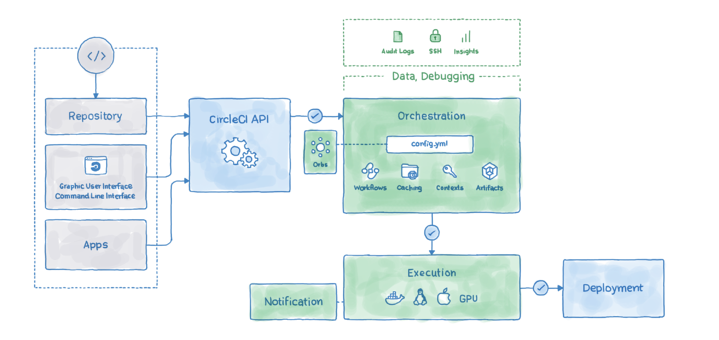 </>
Repository
Graphic User Interface
Command Line Interface
Apps
CircleCI API
Orbs
Audit Logs
SSH
Insights
Data, Debugging
Orchestration
config.yml
Workflows
Caching
Contexts
Artifacts
Notification
Execution
GPU
Deployment